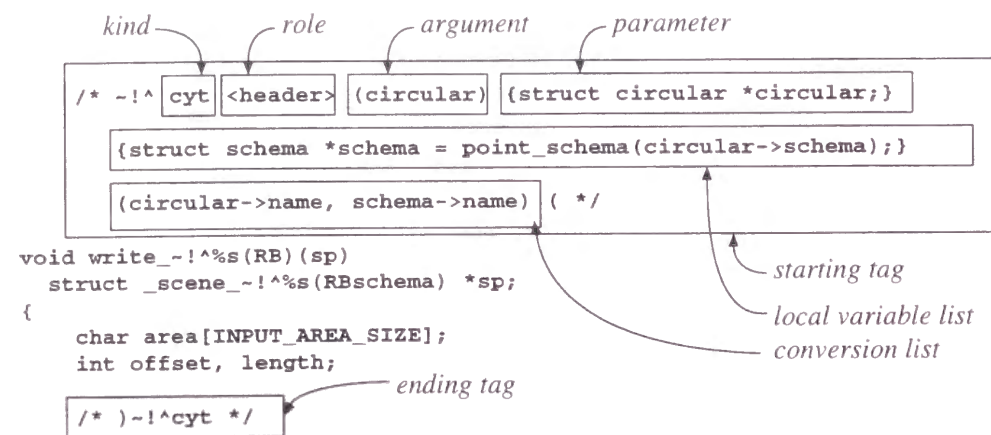 kind role argument parameter
/* ~!^ cyt <header> (circular) {struct circular *circular;}
{struct schema *schema = point_schema(circular->schema);}
(circular->name, schema->name) ( */
void write_~!^%s(RB)(sp)
struct _scene_~!^%s(RBschema) *sp;
starting tag
{
local variable list
char area[INPUT_AREA_SIZE];
conversion list
int offset, length;
ending tag
/* )~!^cyt */